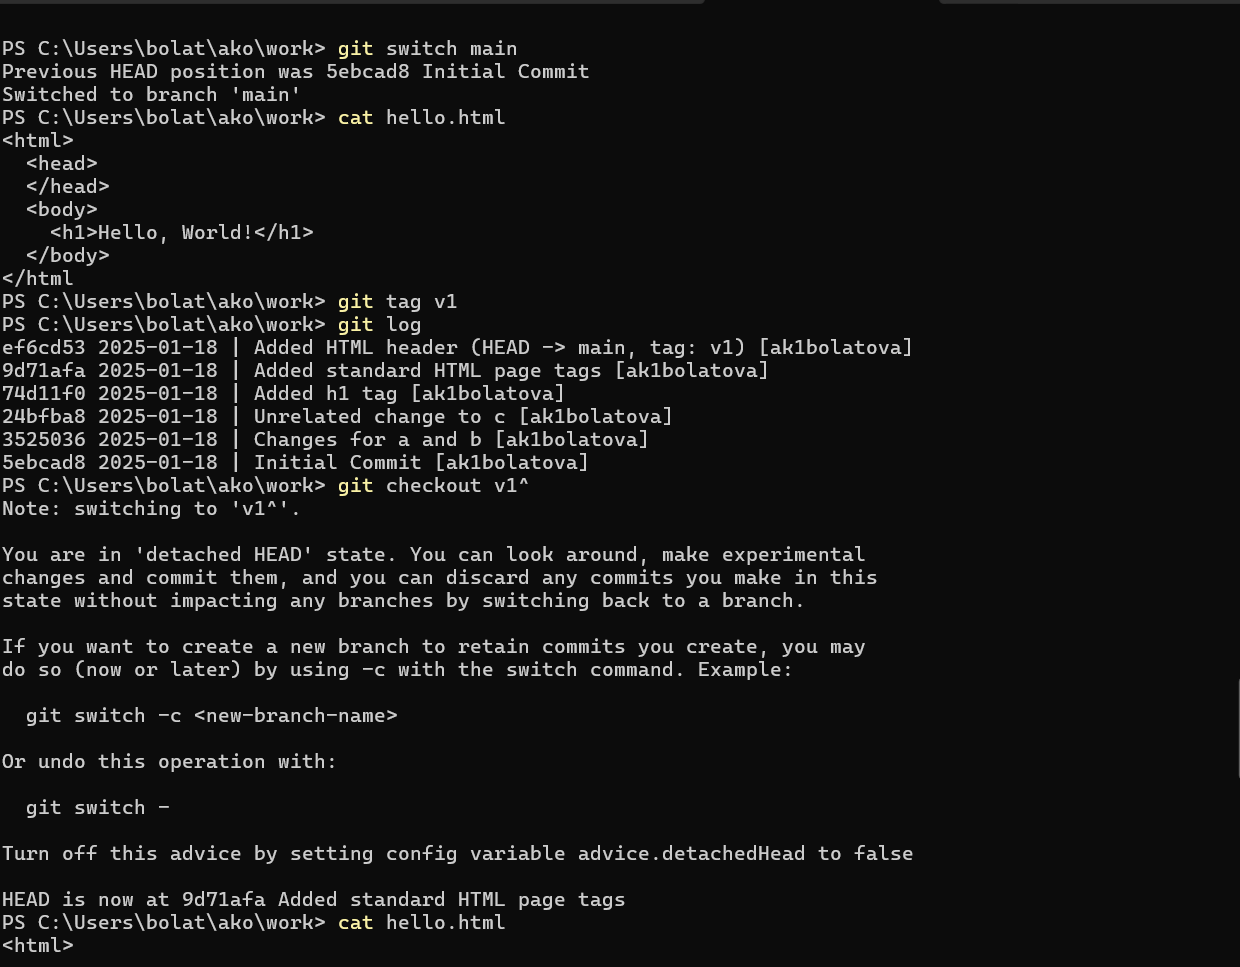 PS C:\Users\bolat\ako\work> git switch main
Previous HEAD position was 5ebcad8 Initial Commit
Switched to branch 'main'
PS C:\Users\bolat\ako\work> cat hello.html
<html>
  <head>
  </head>
  <body>
    <h1>Hello, World!</h1>
  </body>
</html
PS C:\Users\bolat\ako\work> git tag v1
PS C:\Users\bolat\ako\work> git log
ef6cd53 2025-01-18 | Added HTML header (HEAD -> main, tag: v1) [ak1bolatova]
9d71afa 2025-01-18 | Added standard HTML page tags [ak1bolatova]
74d11f0 2025-01-18 | Added h1 tag [ak1bolatova]
24bfba8 2025-01-18 | Unrelated change to c [ak1bolatova]
3525036 2025-01-18 | Changes for a and b [ak1bolatova]
5ebcad8 2025-01-18 | Initial Commit [ak1bolatova]
PS C:\Users\bolat\ako\work> git checkout v1^
Note: switching to 'v1^'.

You are in 'detached HEAD' state. You can look around, make experimental
changes and commit them, and you can discard any commits you make in this
state without impacting any branches by switching back to a branch.

If you want to create a new branch to retain commits you create, you may
do so (now or later) by using -c with the switch command. Example:

  git switch -c <new-branch-name>

Or undo this operation with:

  git switch -

Turn off this advice by setting config variable advice.detachedHead to false

HEAD is now at 9d71afa Added standard HTML page tags
PS C:\Users\bolat\ako\work> cat hello.html
<html>